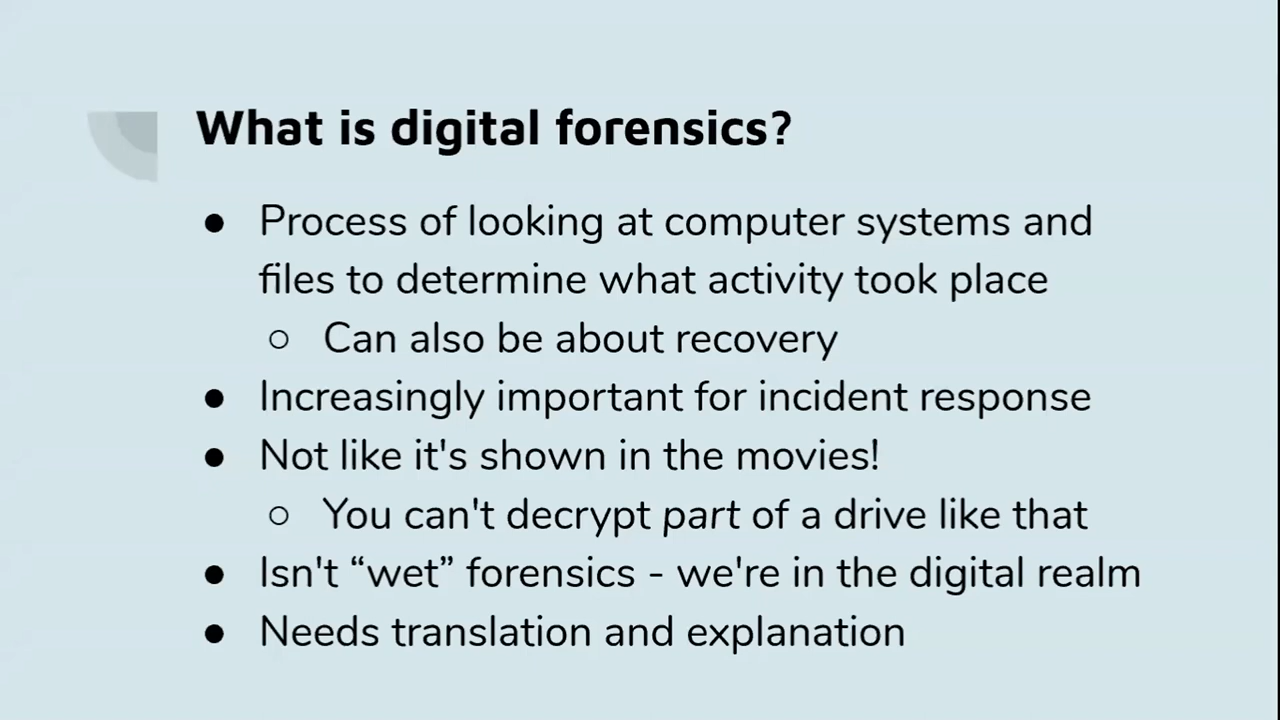 What is digital forensics?
● Process of looking at computer systems and
files to determine what activity took place
○ Can also be about recovery
● Increasingly important for incident response
● Not like it's shown in the movies!
○ You can't decrypt part of a drive like that
● Isn't “wet” forensics - we're in the digital realm
● Needs translation and explanation